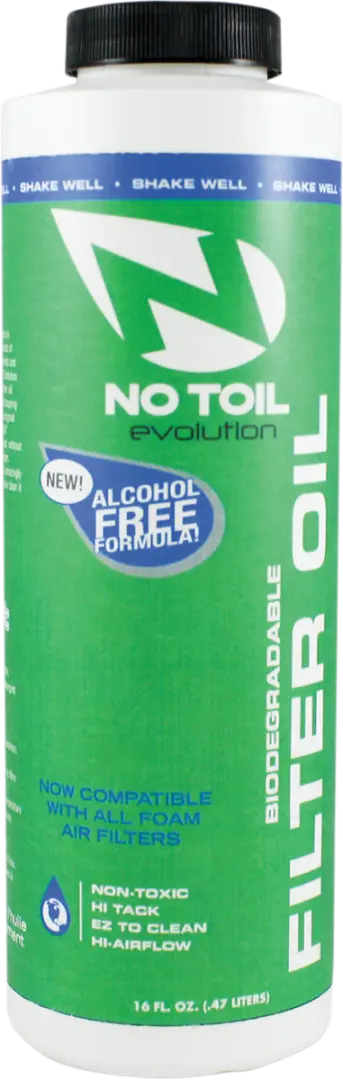 SHAKE WELL • SHAKE WELL • SHAKE WELL
NO TOIL
evolution
NEW!
ALCOHOL
FREE
FORMULA!
BIODEGRADABLE
FILTER OIL
NOW COMPATIBLE
WITH ALL FOAM
AIR FILTERS
NON-TOXIC
HI TACK
EZ TO CLEAN
HI-AIRFLOW
16 FL. OZ. (.47 LITERS)